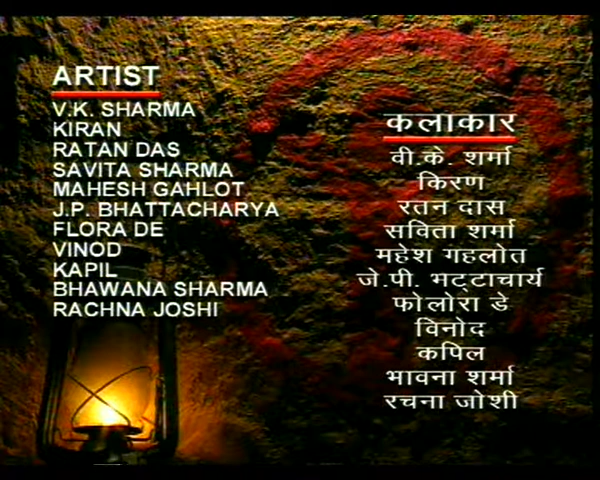 ARTIST
V.K. SHARMA
KIRAN
RATAN DAS
SAVITA SHARMA
MAHESH GAHLOT
J.P. BHATTACHARYA
FLORA DE
VINOD
KAPIL
BHAWANA SHARMA
RACHNA JOSHI
कलाकार
वी.के. शर्मा
किरण
रतन दास
सविता शर्मा
महेश गहलोत
जे.पी. भट्टाचार्य
फोलोरा डे
विनोद
कपिल
भावना शर्मा
रचना जोशी